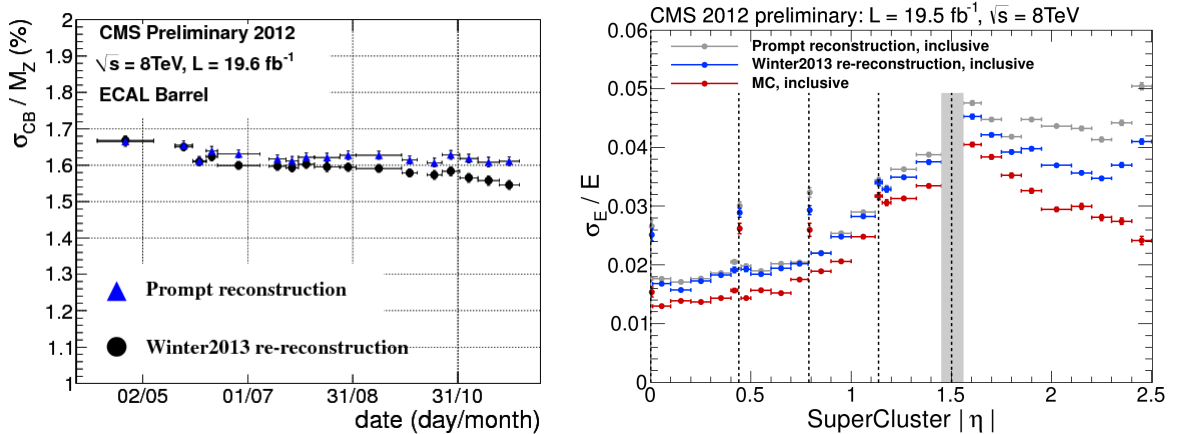 CMS Preliminary 2012
√s = 8TeV, L = 19.6 fb⁻¹
ECAL Barrel
σCB / MZ (%)
2
1.9
1.8
1.7
1.6
1.5
1.4
1.3
1.2
1.1
1
Prompt reconstruction
Winter2013 re-reconstruction
02/05 01/07 31/08 31/10
date (day/month)
CMS 2012 preliminary: L = 19.5 fb⁻¹, √s = 8TeV
Prompt reconstruction, inclusive
Winter2013 re-reconstruction, inclusive
MC, inclusive
σE / E
0.06
0.05
0.04
0.03
0.02
0.01
0 0.5 1 1.5 2 2.5
SuperCluster | η |